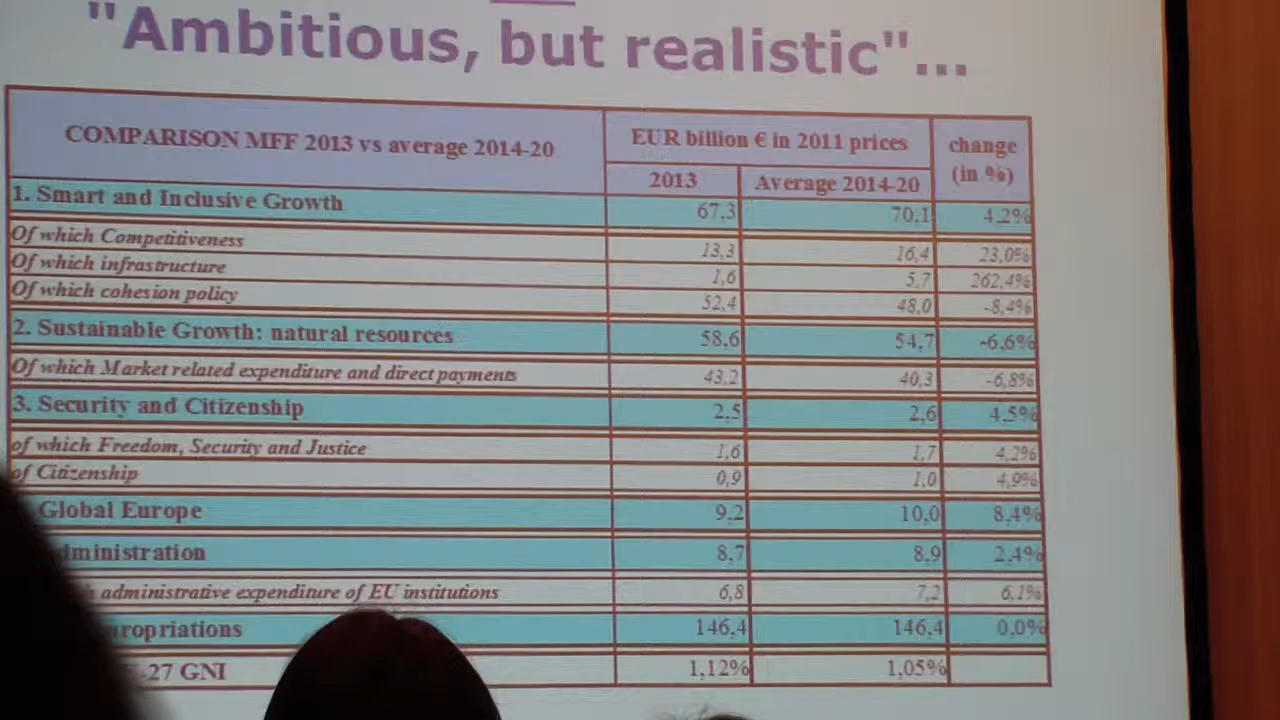 "Ambitious, but realistic"...
COMPARISON MFF 2013 vs average 2014-20
EUR billion € in 2011 prices
change (in %)
2013 Average 2014-20
1. Smart and Inclusive Growth 67,3 70,1 4,2%
Of which Competitiveness 13,3 16,4 23,0%
Of which infrastructure 1,6 5,7 262,4%
Of which cohesion policy 52,4 48,0 -8,4%
2. Sustainable Growth: natural resources 58,6 54,7 -6,6%
Of which Market related expenditure and direct payments 43,2 40,3 -6,8%
3. Security and Citizenship 2,5 2,6 4,5%
of which Freedom, Security and Justice 1,6 1,7 4,2%
of Citizenship 0,9 1,0 4,9%
Global Europe 9,2 10,0 8,4%
dministration 8,7 8,9 2,4%
administrative expenditure of EU institutions 6,8 7,2 6,1%
ropriations 146,4 146,4 0,0%
-27 GNI 1,12% 1,05%